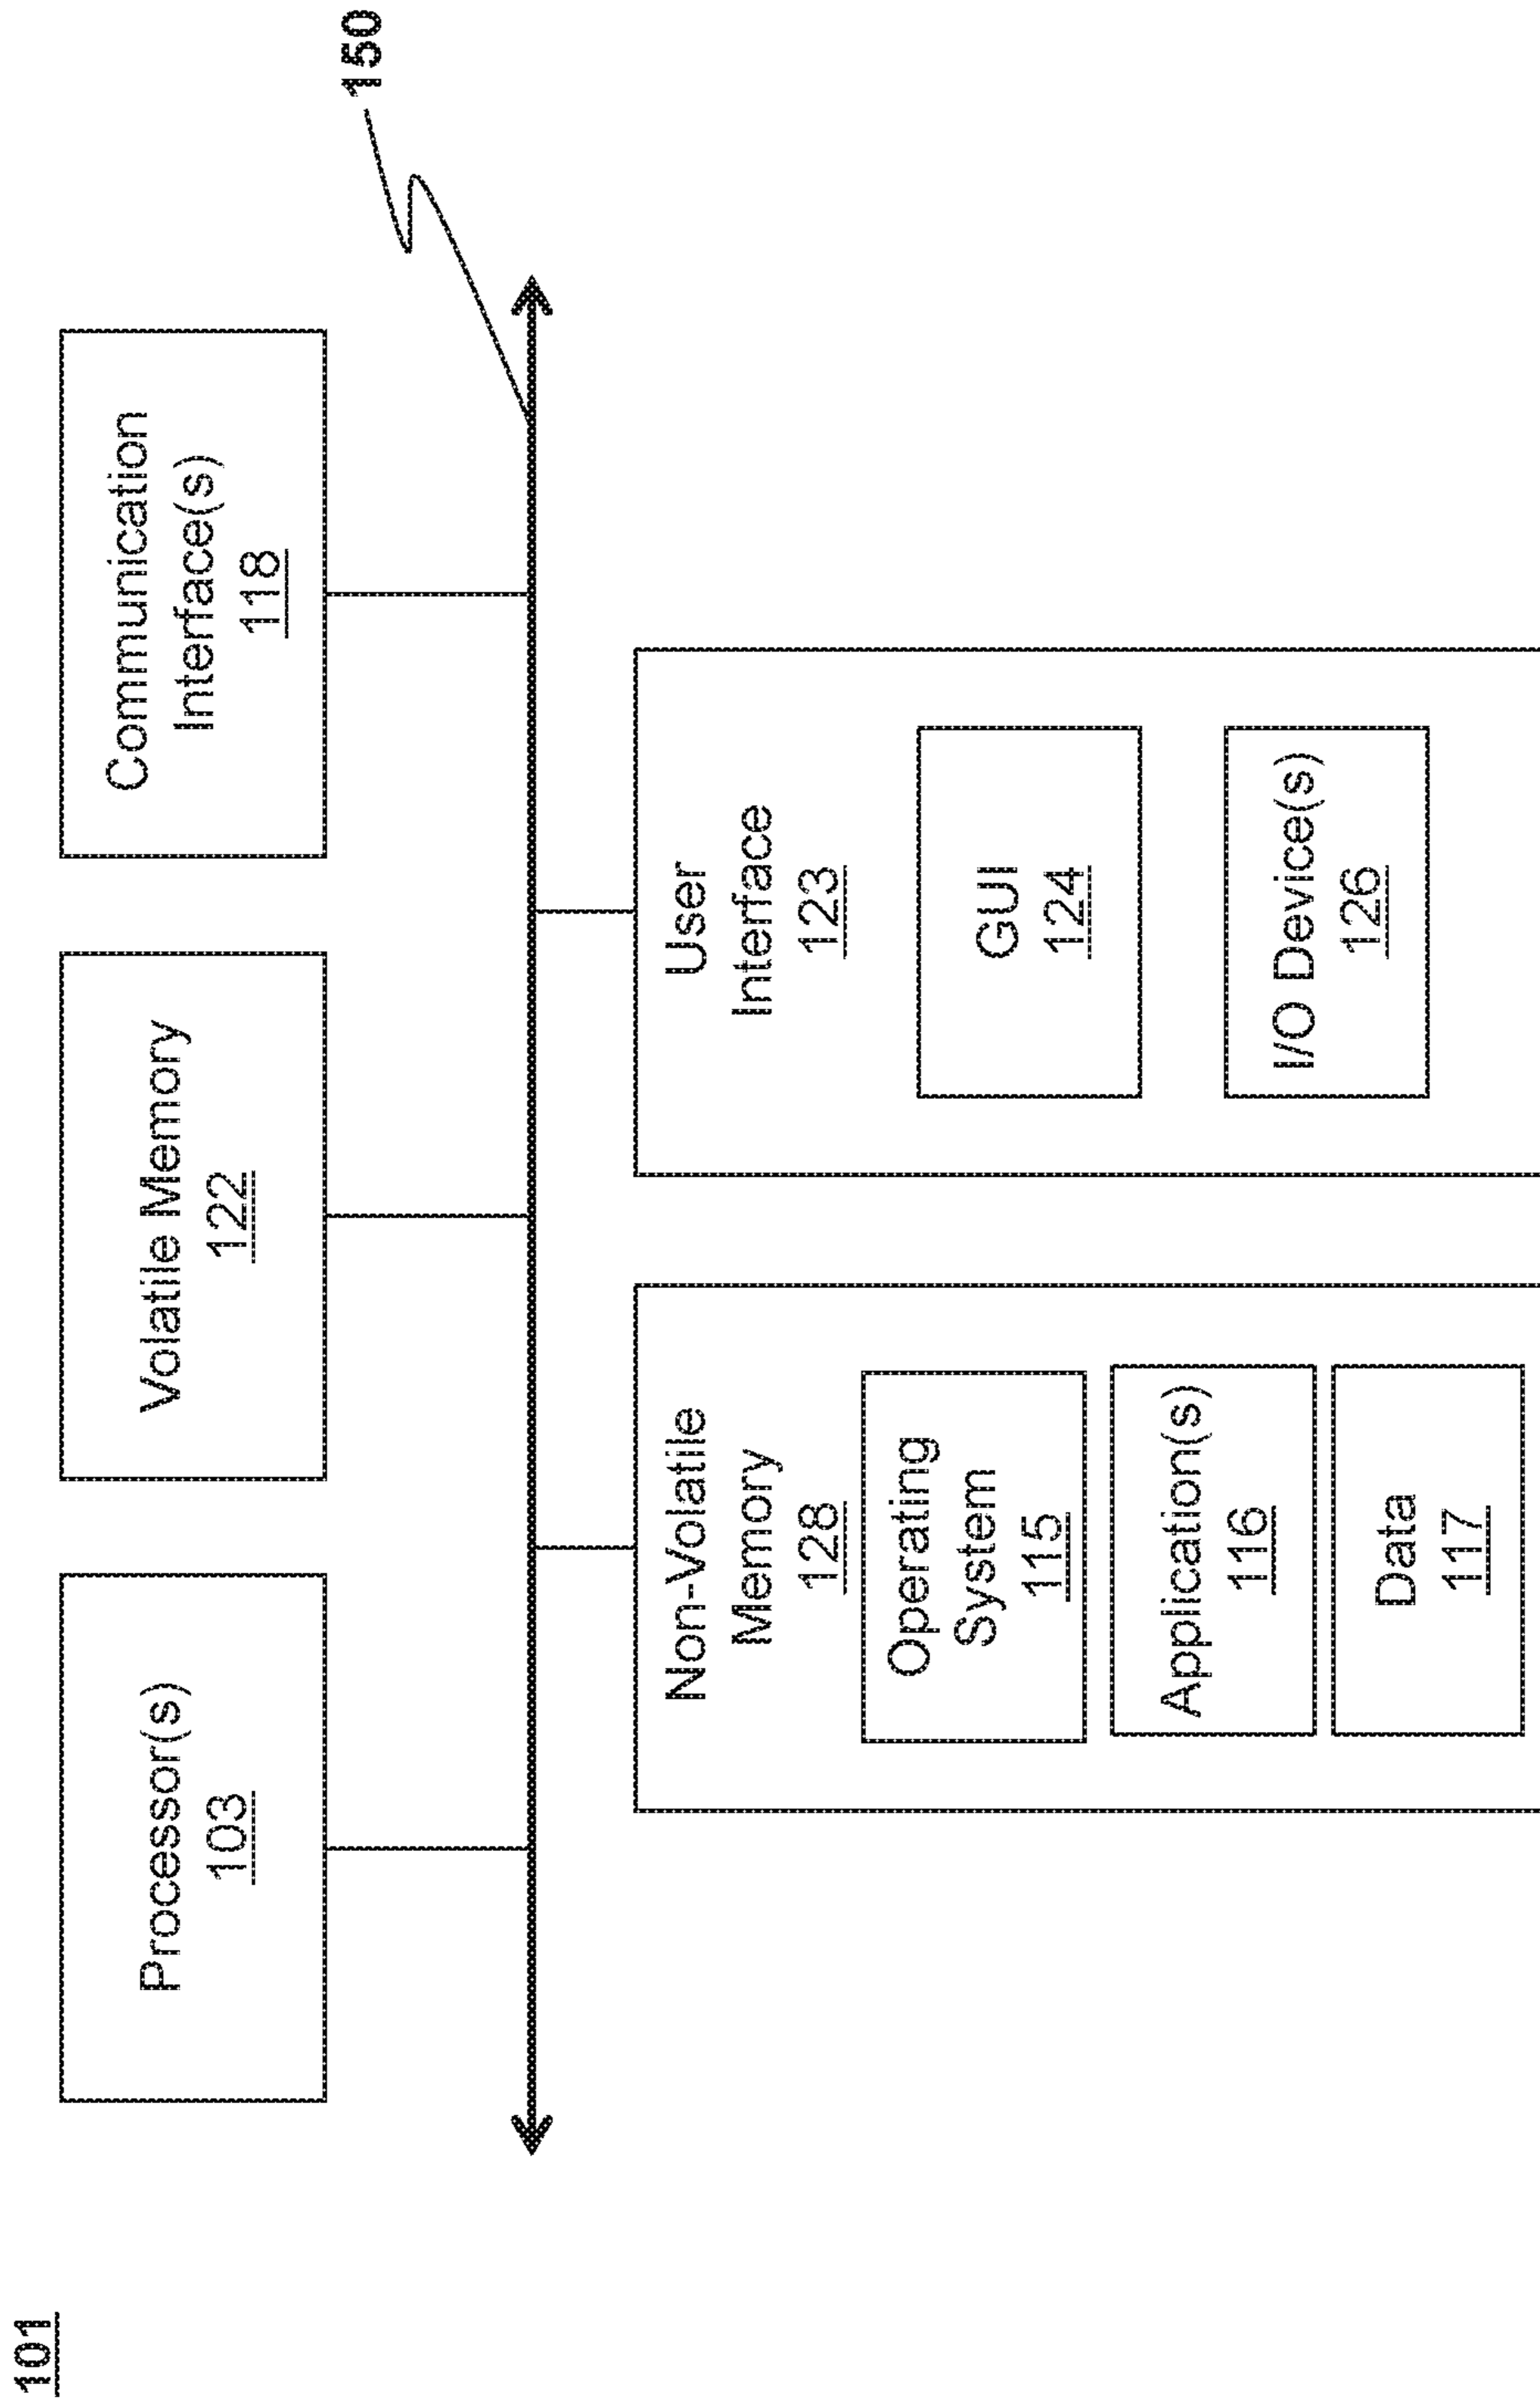 101
150
Processor(s)
103
Volatile Memory
122
Communication
Interface(s)
118
Non-Volatile
Memory
128
Operating
System
115
Application(s)
116
Data
117
User
Interface
123
GUI
124
I/O Device(s)
126